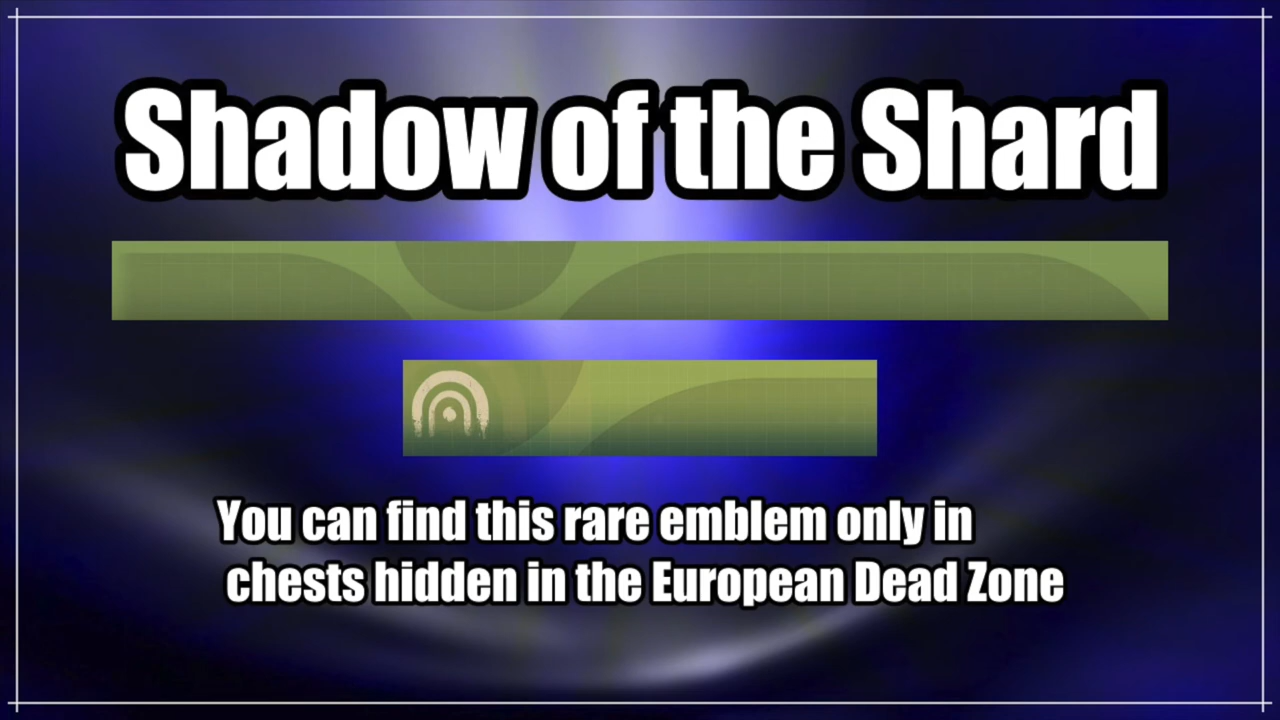 Shadow of the Shard
You can find this rare emblem only in
chests hidden in the European Dead Zone